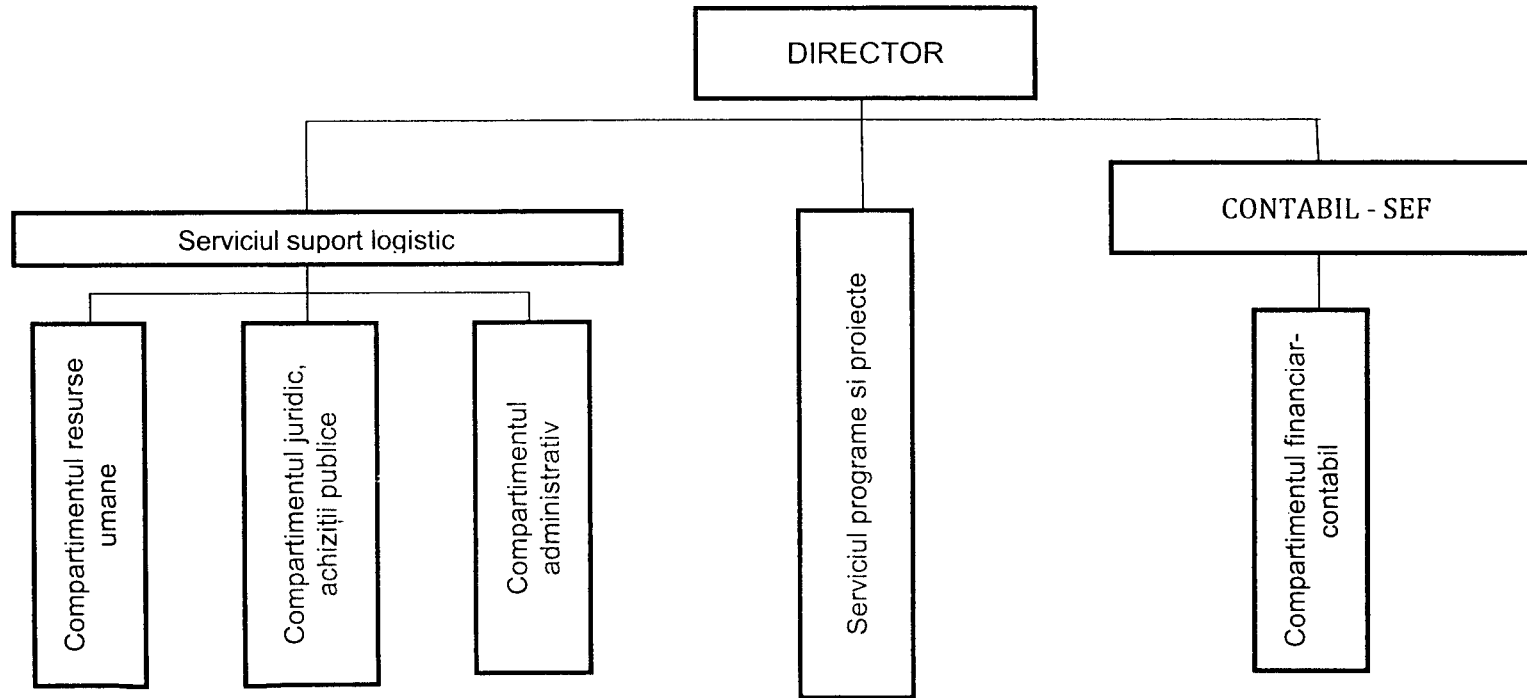 DIRECTOR
CONTABIL - SEF
Serviciul suport logistic
Compartimentul resurse
umane
Compartimentul juridic,
achiziții publice
Compartimentul
administrativ
Serviciul programe si proiecte
Compartimentul financiar-
contabil